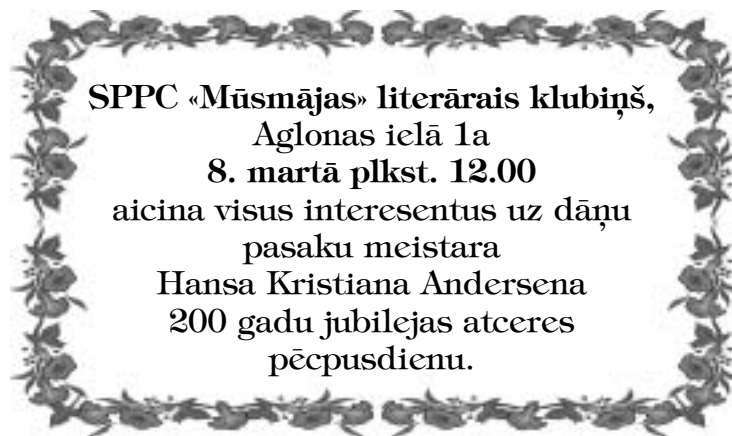 SPPC «Mūsmājas» literārais klubiņš,
Aglonas ielā 1a
8. martā plkst. 12.00
aicina visus interesentus uz dāņu
pasaku meistara
Hansa Kristiana Andersena
200 gadu jubilejas atceres
pēcpusdienu.